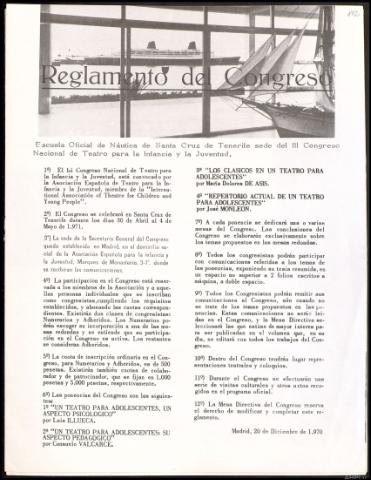 Reglamento del Congreso
Escuela Oficial de Náutica de Santa Cruz de Tenerife sede del III Congreso
Nacional de Teatro para la Infancia y la Juventud.
1º) El 3d Congreso Nacional de Teatro para
la Infancia y la Juventud, está convocado por
la Asociación Española de Teatro para la In-
fancia y la Juventud, miembro de la "Interna-
tional Association of Theatre for Children and
Young People".
2º) El Congreso se celebrará en Santa Cruz de
Tenerife durante los días 30 de Abril al 4 de
Mayo de 1.971.
3º) La sede de la Secretaría General del Congreso
queda establecida en Madrid, en el domicilio so-
cial de la Asociación Española para la infancia y
la juventud, Marqués de Monasterio, 3-1º, donde
se recibirán las comunicaciones.
4º) La participación en el Congreso está reser-
vada a los miembros de la Asociación y a aque-
llas personas individuales que se inscriban
como congresistas, cumpliendo los requisitos
establecidos, y abonando las cuotas correspon-
dientes. Existirán dos clases de congresistas:
Numerarios y Adheridos. Los Numerarios po-
drán escoger su incorporación a una de las me-
sas redondas y se entiende que su participa-
ción en el Congreso es activa. Los restantes
se considerán Adheridos.
5º) La cuota de inscripción ordinaria en el Con-
greso, para Numerarios y Adheridos, es de 500
pesetas. Existirán también cuotas de colabo-
rador y de patrocinador, que se fijan en 1.000
pesetas y 5.000 pesetas, respectivamente.
6º) Las ponencias del Congreso son las siguien-
tes:
1ª "UN TEATRO PARA ADOLESCENTES, UN
ASPECTO PSICOLOGICO"
por Luis ILLUECA.
2ª "UN TEATRO PARA ADOLESCENTES: SU
ASPECTO PEDAGOGICO"
por Consuelo VALCARCE.
3ª "LOS CLASICOS EN UN TEATRO PARA
ADOLESCENTES"
por María Dolores DE ASIS.
4ª "REPERTORIO ACTUAL DE UN TEATRO
PARA ADOLESCENTES"
por José MONLEON.
7º) A cada ponencia se dedicará una o varias
mesas del Congreso. Las conclusiones del
Congreso se elaborarán exclusivamente sobre
los temas propuestos en las mesas redondas.
8º) Todos los congresistas podrán participar
con comunicaciones referidas a los temas de
las ponencias, exponiendo su tesis resumida, en
un espacio no superior a 2 folios escritos a
máquina, a doble espacio.
9º) Todos los Congresistas podrán remitir sus
comunicaciones al Congreso, aún cuando no
se trate de los temas propuestos en las po-
nencias. Estas comunicaciones no serán leí-
das en el Congreso, y la Mesa Directiva se-
leccionará las que estime de mayor interés pa-
ra ser publicadas en el volumen que, en su
día, se editará con todos los trabajos del Con-
greso.
10º) Dentro del Congreso tendrán lugar repre-
sentaciones teatrales y coloquios.
11º) Durante el Congreso se efectuarán una
serie de visitas culturales y otros actos reco-
gidos en el programa oficial.
12º) La Mesa Directiva del Congreso reserva
el derecho de modificar y completar este re-
glamento.
Madrid, 20 de Diciembre de 1.970